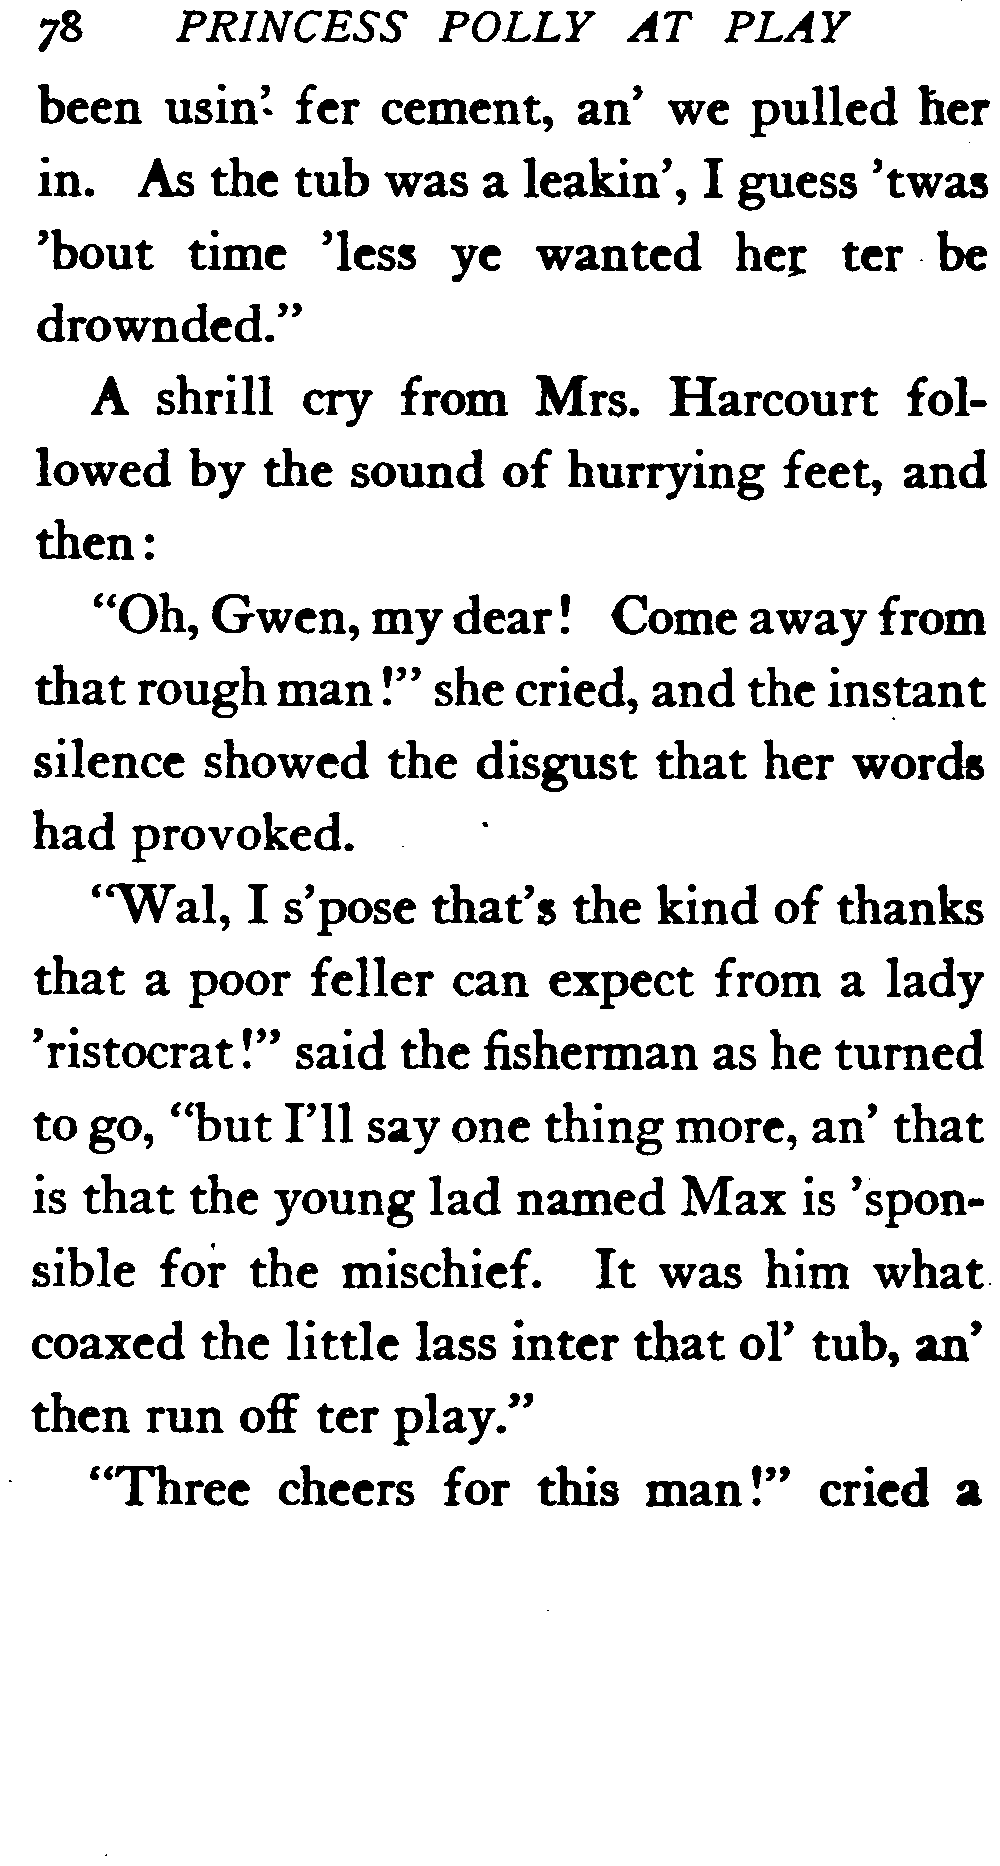 78 PRINCESS POLLY AT PLAY
been usin' fer cement, an' we pulled her
in. As the tub was a leakin', I guess 'twas
'bout time 'less ye wanted her ter be
drownded."
A shrill cry from Mrs. Harcourt fol-
lowed by the sound of hurrying feet, and
then:
"Oh, Gwen, my dear! Come away from
that rough man!" she cried, and the instant
silence showed the disgust that her words
had provoked.
"Wal, I s'pose that's the kind of thanks
that a poor feller can expect from a lady
'ristocrat!" said the fisherman as he turned
to go, "but I'll say one thing more, an' that
is that the young lad named Max is 'spon-
sible for the mischief. It was him what
coaxed the little lass inter that ol' tub, an'
then run off ter play."
"Three cheers for this man!" cried a